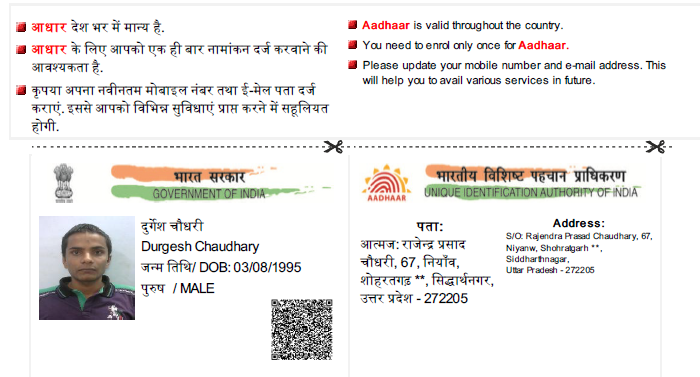 आधार देश भर में मान्य है.
आधार के लिए आपको एक ही बार नामांकन दर्ज करवाने की
आवश्यकता है.
कृपया अपना नवीनतम मोबाइल नंबर तथा ई-मेल पता दर्ज
कराएं. इससे आपको विभिन्न सुविधाएं प्राप्त करने में सहूलियत
होगी.
Aadhaar is valid throughout the country.
You need to enrol only once for Aadhaar.
Please update your mobile number and e-mail address. This
will help you to avail various services in future.
भारत सरकार
GOVERNMENT OF INDIA
दुर्गेश चौधरी
Durgesh Chaudhary
जन्म तिथि/ DOB: 03/08/1995
पुरुष / MALE
AADHAAR
भारतीय विशिष्ट पहचान प्राधिकरण
UNIQUE IDENTIFICATION AUTHORITY OF INDIA
पता:
आत्मज: राजेन्द्र प्रसाद
चौधरी, 67, नियाँव,
शोहरतगढ़ **, सिद्धार्थनगर,
उत्तर प्रदेश - 272205
Address:
S/O: Rajendra Prasad Chaudhary, 67,
Niyanw, Shohratgarh **,
Siddharthnagar,
Uttar Pradesh - 272205